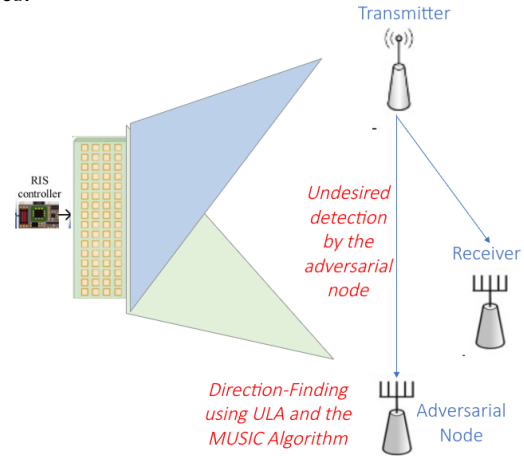 Transmitter
RIS
controller
Undesired
detection
by the
adversarial
node
Receiver
Direction-Finding
using ULA and the
MUSIC Algorithm
Adversarial
Node